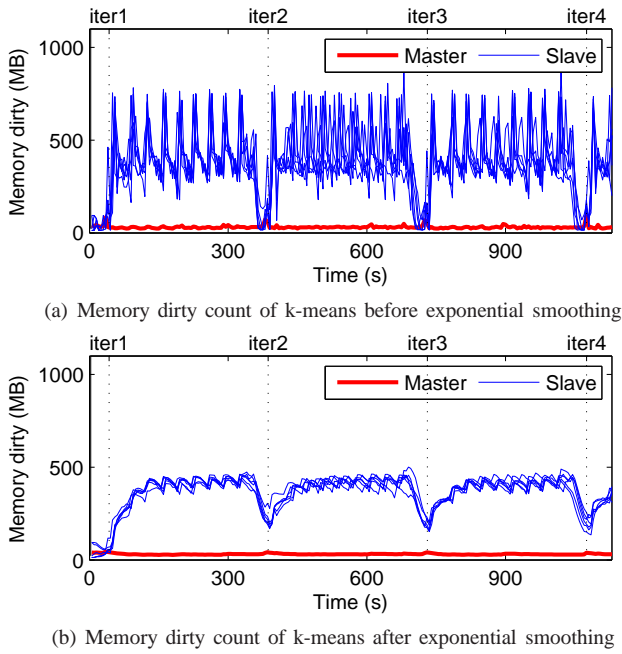 iter1 iter2 iter3 iter4
1000
Master Slave
Memory dirty (MB)
500
0
0 300 600 900
Time (s)
(a) Memory dirty count of k-means before exponential smoothing
iter1 iter2 iter3 iter4
1000
Master Slave
Memory dirty (MB)
500
0
0 300 600 900
Time (s)
(b) Memory dirty count of k-means after exponential smoothing